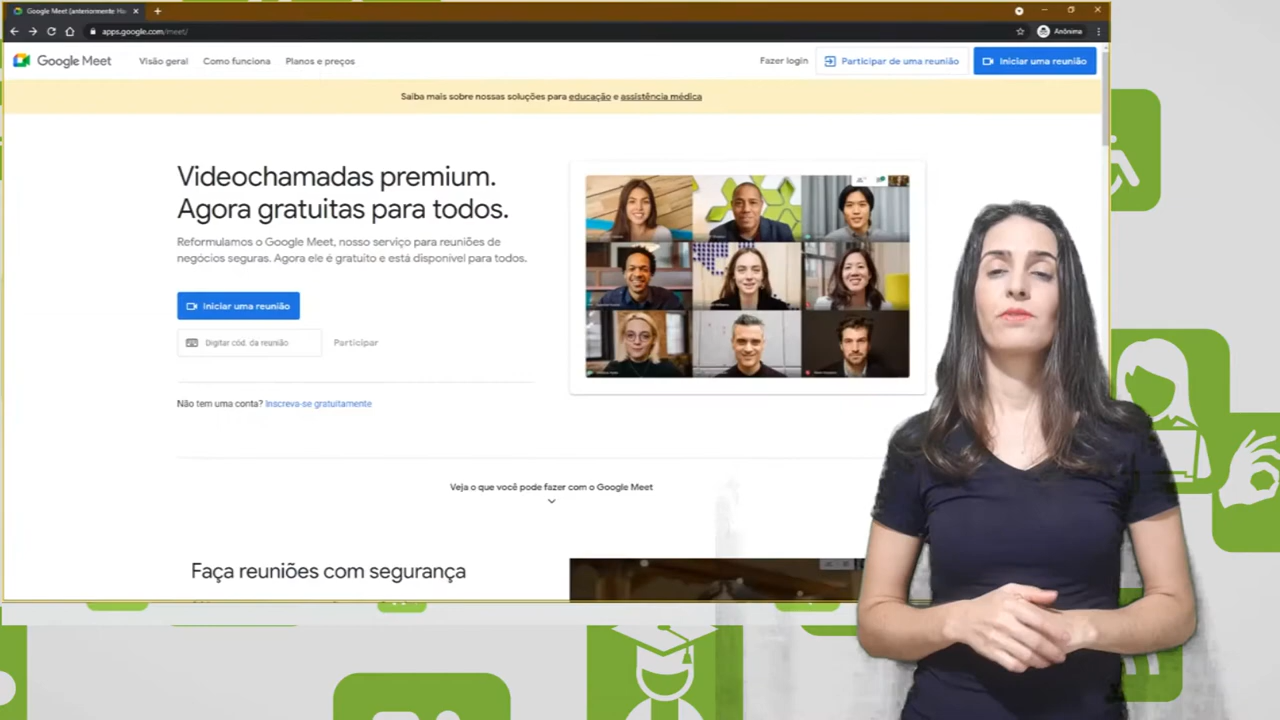 Google Meet (anteriormente Ha
apps.google.com/meet/
Anônima
Google Meet
Visão geral
Como funciona
Planos e preços
Fazer login
Participar de uma reunião
Iniciar uma reunião
Saiba mais sobre nossas soluções para educação e assistência médica
Videochamadas premium.
Agora gratuitas para todos.
Reformulamos o Google Meet, nosso serviço para reuniões de
negócios seguras. Agora ele é gratuito e está disponível para todos.
Iniciar uma reunião
Digitar cód. da reunião
Participar
Não tem uma conta? Inscreva-se gratuitamente
Veja o que você pode fazer com o Google Meet
Faça reuniões com segurança